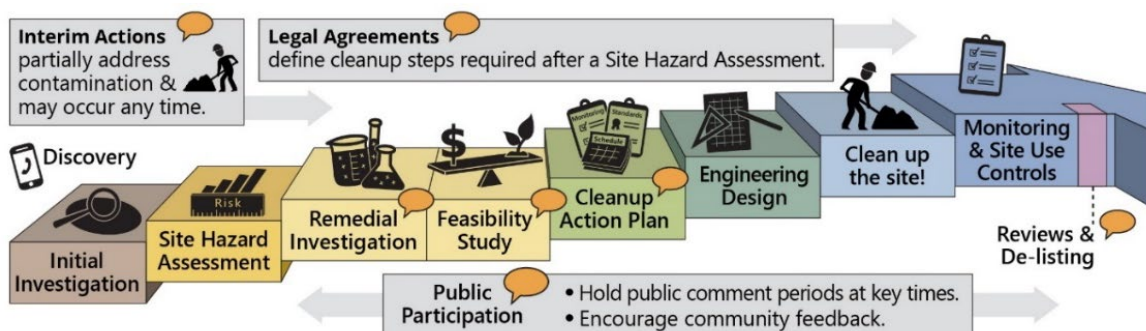 Interim Actions
partially address
contamination &
may occur any time.
Legal Agreements
define cleanup steps required after a Site Hazard Assessment.
Discovery
Initial
Investigation
Risk
Site Hazard
Assessment
Remedial
Investigation
$
Feasibility
Study
Monitoring
Standards
Schedule
Cleanup
Action Plan
Engineering
Design
Clean up
the site!
Monitoring
& Site Use
Controls
Reviews &
De-listing
Public
Participation
• Hold public comment periods at key times.
• Encourage community feedback.